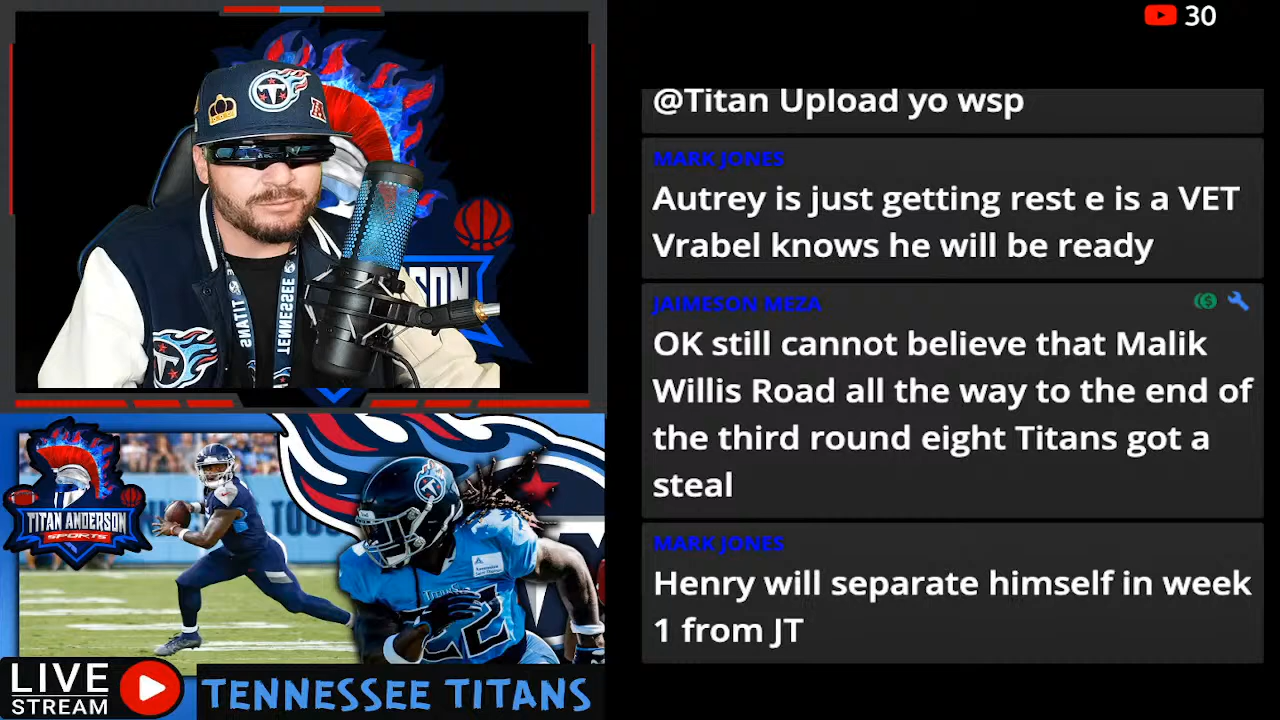 30
@Titan Upload yo wsp
MARK JONES
Autrey is just getting rest e is a VET
Vrabel knows he will be ready
JAIMESON MEZA
OK still cannot believe that Malik
Willis Road all the way to the end of
the third round eight Titans got a
steal
MARK JONES
Henry will separate himself in week
1 from JT
TITANS
TENNESSEE
SON
TITAN ANDERSON
SPORTS
LIVE
STREAM
TENNESSEE TITANS